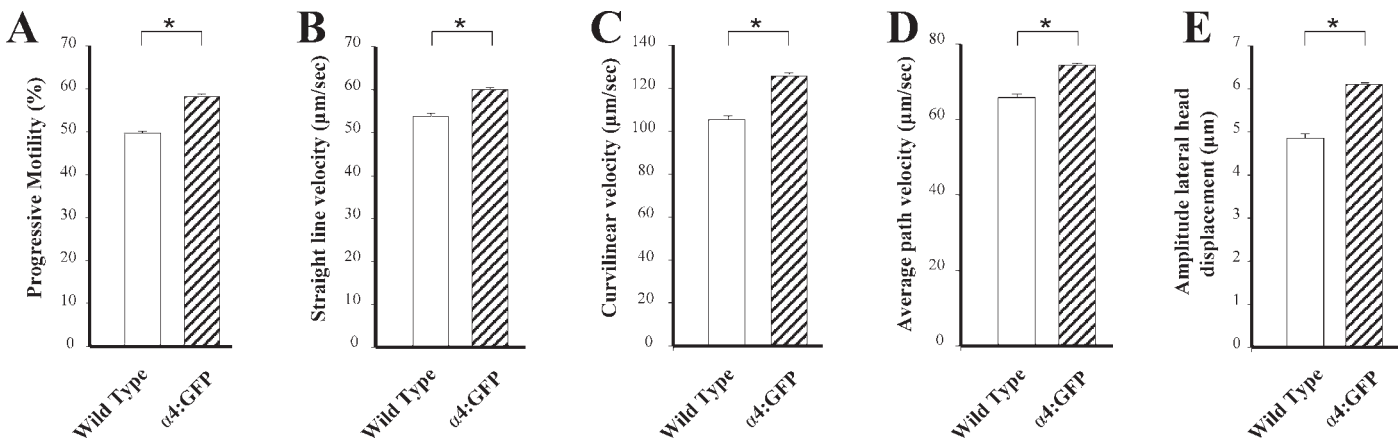 A
*
Progressive Motility (%)
70
60
50
40
30
20
10
0
Wild Type
α4:GFP
B
*
Straight line velocity (µm/sec)
70
60
50
40
30
20
10
0
Wild Type
α4:GFP
C
*
Curvilinear velocity (µm/sec)
140
120
100
80
60
40
20
0
Wild Type
α4:GFP
D
*
Average path velocity (µm/sec)
80
60
40
20
0
Wild Type
α4:GFP
E
*
Amplitude lateral head
displacement (µm)
7
6
5
4
3
2
1
0
Wild Type
α4:GFP